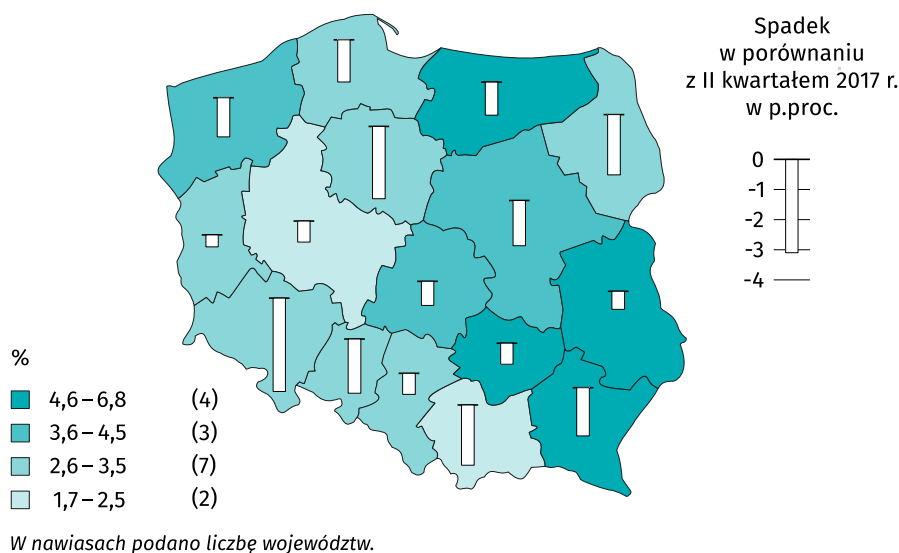 Spadek
w porównaniu
z II kwartałem 2017 r.
w p.proc.
0
-1
-2
-3
-4
%
4,6–6,8 (4)
3,6–4,5 (3)
2,6–3,5 (7)
1,7–2,5 (2)
W nawiasach podano liczbę województw.